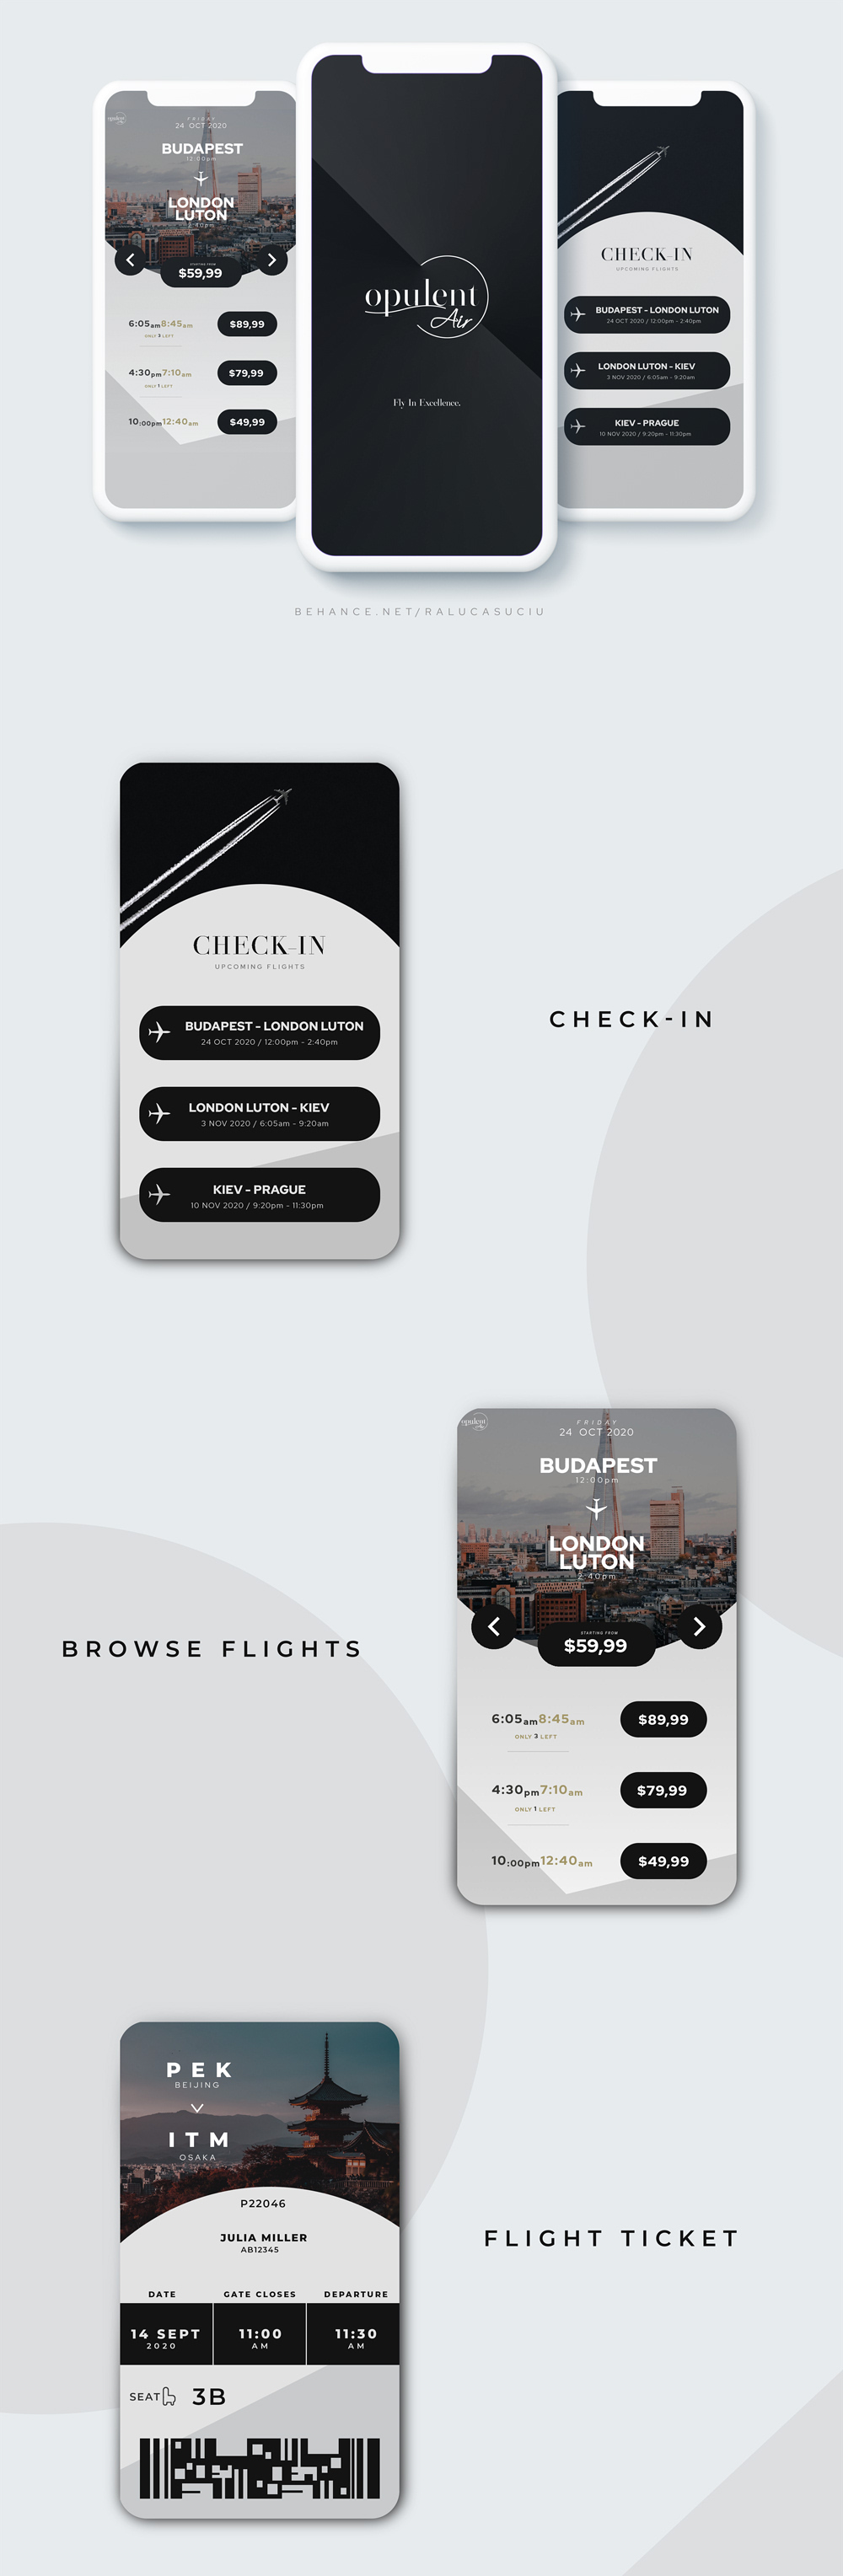 opulent
FRIDAY
24 OCT 2020
BUDAPEST
12:00pm
LONDON
LUTON
2:40pm
STARTING FROM
$59,99
6:05am 8:45am
$89,99
ONLY 3 LEFT
4:30pm 7:10am
$79,99
ONLY 1 LEFT
10:00pm 12:40am
$49,99
opulent
Air
Fly In Excellence.
CHECK-IN
UPCOMING FLIGHTS
BUDAPEST - LONDON LUTON
24 OCT 2020 / 12:00pm - 2:40pm
LONDON LUTON - KIEV
3 NOV 2020 / 6:05am - 9:20am
KIEV - PRAGUE
10 NOV 2020 / 9:20pm - 11:30pm
BEHANCE.NET/RALUCASUCIU
CHECK-IN
UPCOMING FLIGHTS
BUDAPEST - LONDON LUTON
24 OCT 2020 / 12:00pm - 2:40pm
LONDON LUTON - KIEV
3 NOV 2020 / 6:05am - 9:20am
KIEV - PRAGUE
10 NOV 2020 / 9:20pm - 11:30pm
CHECK-IN
BROWSE FLIGHTS
opulent
FRIDAY
24 OCT 2020
BUDAPEST
12:00pm
LONDON
LUTON
2:40pm
STARTING FROM
$59,99
6:05am 8:45am
$89,99
ONLY 3 LEFT
4:30pm 7:10am
$79,99
ONLY 1 LEFT
10:00pm 12:40am
$49,99
PEK
BEIJING
ITM
OSAKA
P22046
JULIA MILLER
AB12345
DATE GATE CLOSES DEPARTURE
14 SEPT 11:00 11:30
2020 AM AM
SEAT 3B
FLIGHT TICKET